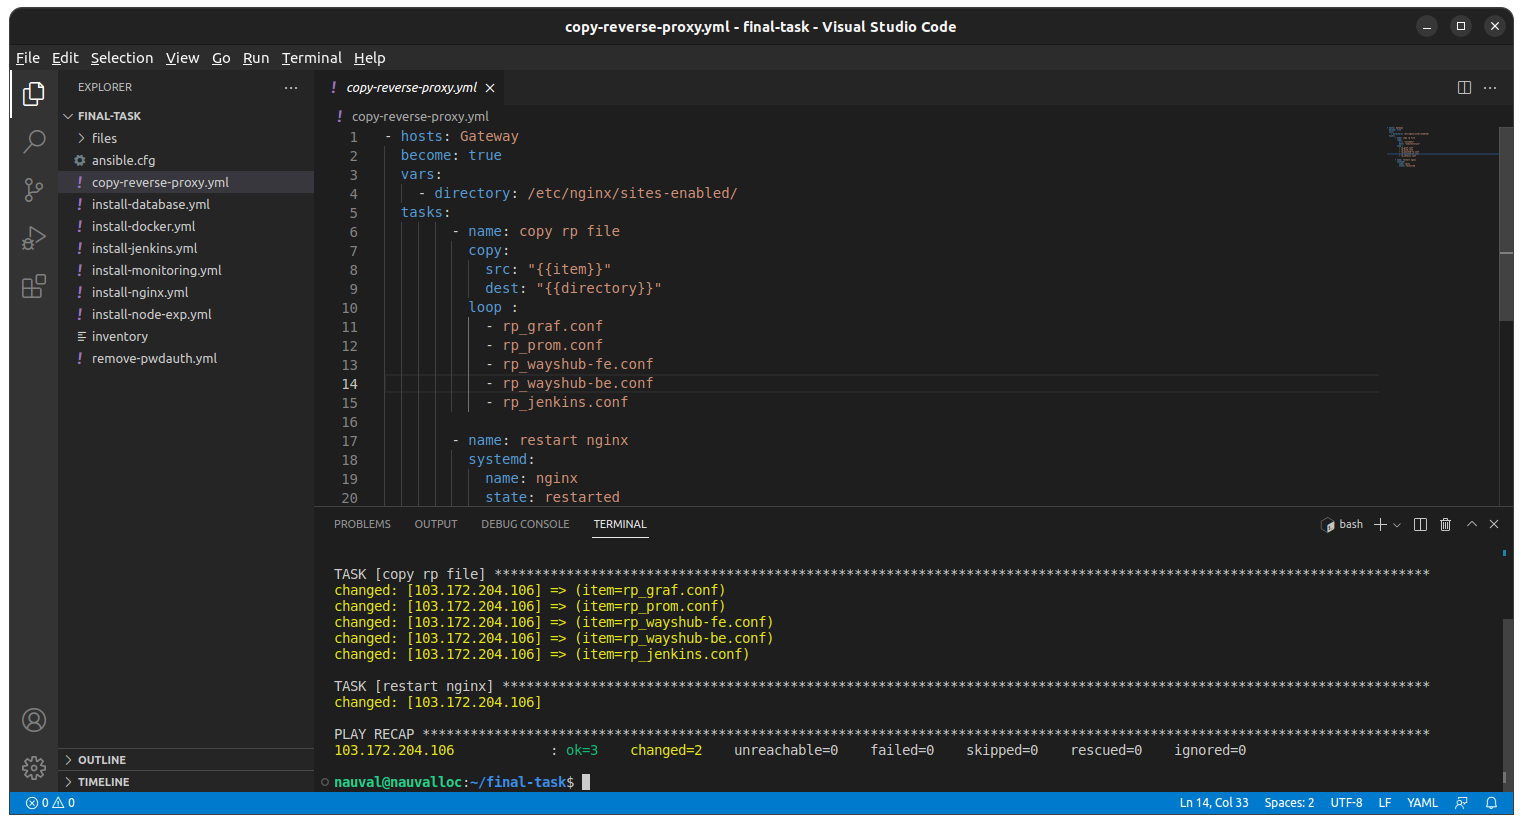 copy-reverse-proxy.yml - final-task - Visual Studio Code
File Edit Selection View Go Run Terminal Help
EXPLORER
FINAL-TASK
files
ansible.cfg
copy-reverse-proxy.yml
install-database.yml
install-docker.yml
install-jenkins.yml
install-monitoring.yml
install-nginx.yml
install-node-exp.yml
inventory
remove-pwdauth.yml
OUTLINE
TIMELINE
copy-reverse-proxy.yml
copy-reverse-proxy.yml
1 - hosts: Gateway
2 become: true
3 vars:
4 - directory: /etc/nginx/sites-enabled/
5 tasks:
6 - name: copy rp file
7 copy:
8 src: "{{item}}"
9 dest: "{{directory}}"
10 loop :
11 - rp_graf.conf
12 - rp_prom.conf
13 - rp_wayshub-fe.conf
14 - rp_wayshub-be.conf
15 - rp_jenkins.conf
16
17 - name: restart nginx
18 systemd:
19 name: nginx
20 state: restarted
PROBLEMS OUTPUT DEBUG CONSOLE TERMINAL
bash
TASK [copy rp file] *********************************************************************************************************************
changed: [103.172.204.106] => (item=rp_graf.conf)
changed: [103.172.204.106] => (item=rp_prom.conf)
changed: [103.172.204.106] => (item=rp_wayshub-fe.conf)
changed: [103.172.204.106] => (item=rp_wayshub-be.conf)
changed: [103.172.204.106] => (item=rp_jenkins.conf)
TASK [restart nginx] ********************************************************************************************************************
changed: [103.172.204.106]
PLAY RECAP ******************************************************************************************************************************
103.172.204.106 : ok=3 changed=2 unreachable=0 failed=0 skipped=0 rescued=0 ignored=0
nauval@nauvalloc:~/final-task$
0 0
Ln 14, Col 33 Spaces: 2 UTF-8 LF YAML